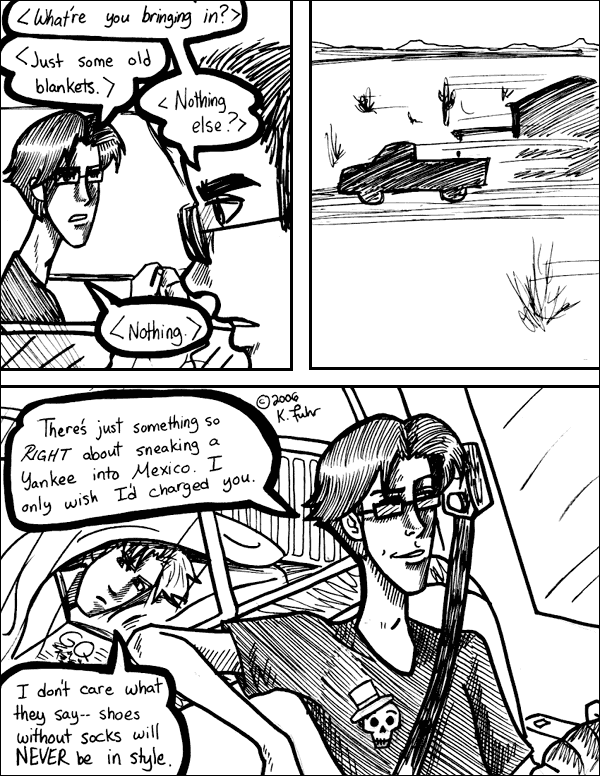 <What're you bringing in?>
<Just some old
blankets.>
<Nothing
else?>
<Nothing.>
©2006
K. Fuhr
There's just something so
RIGHT about sneaking a
Yankee into Mexico. I
only wish I'd charged you.
GQ
I don't care what
they say-- shoes
without socks will
NEVER be in style.